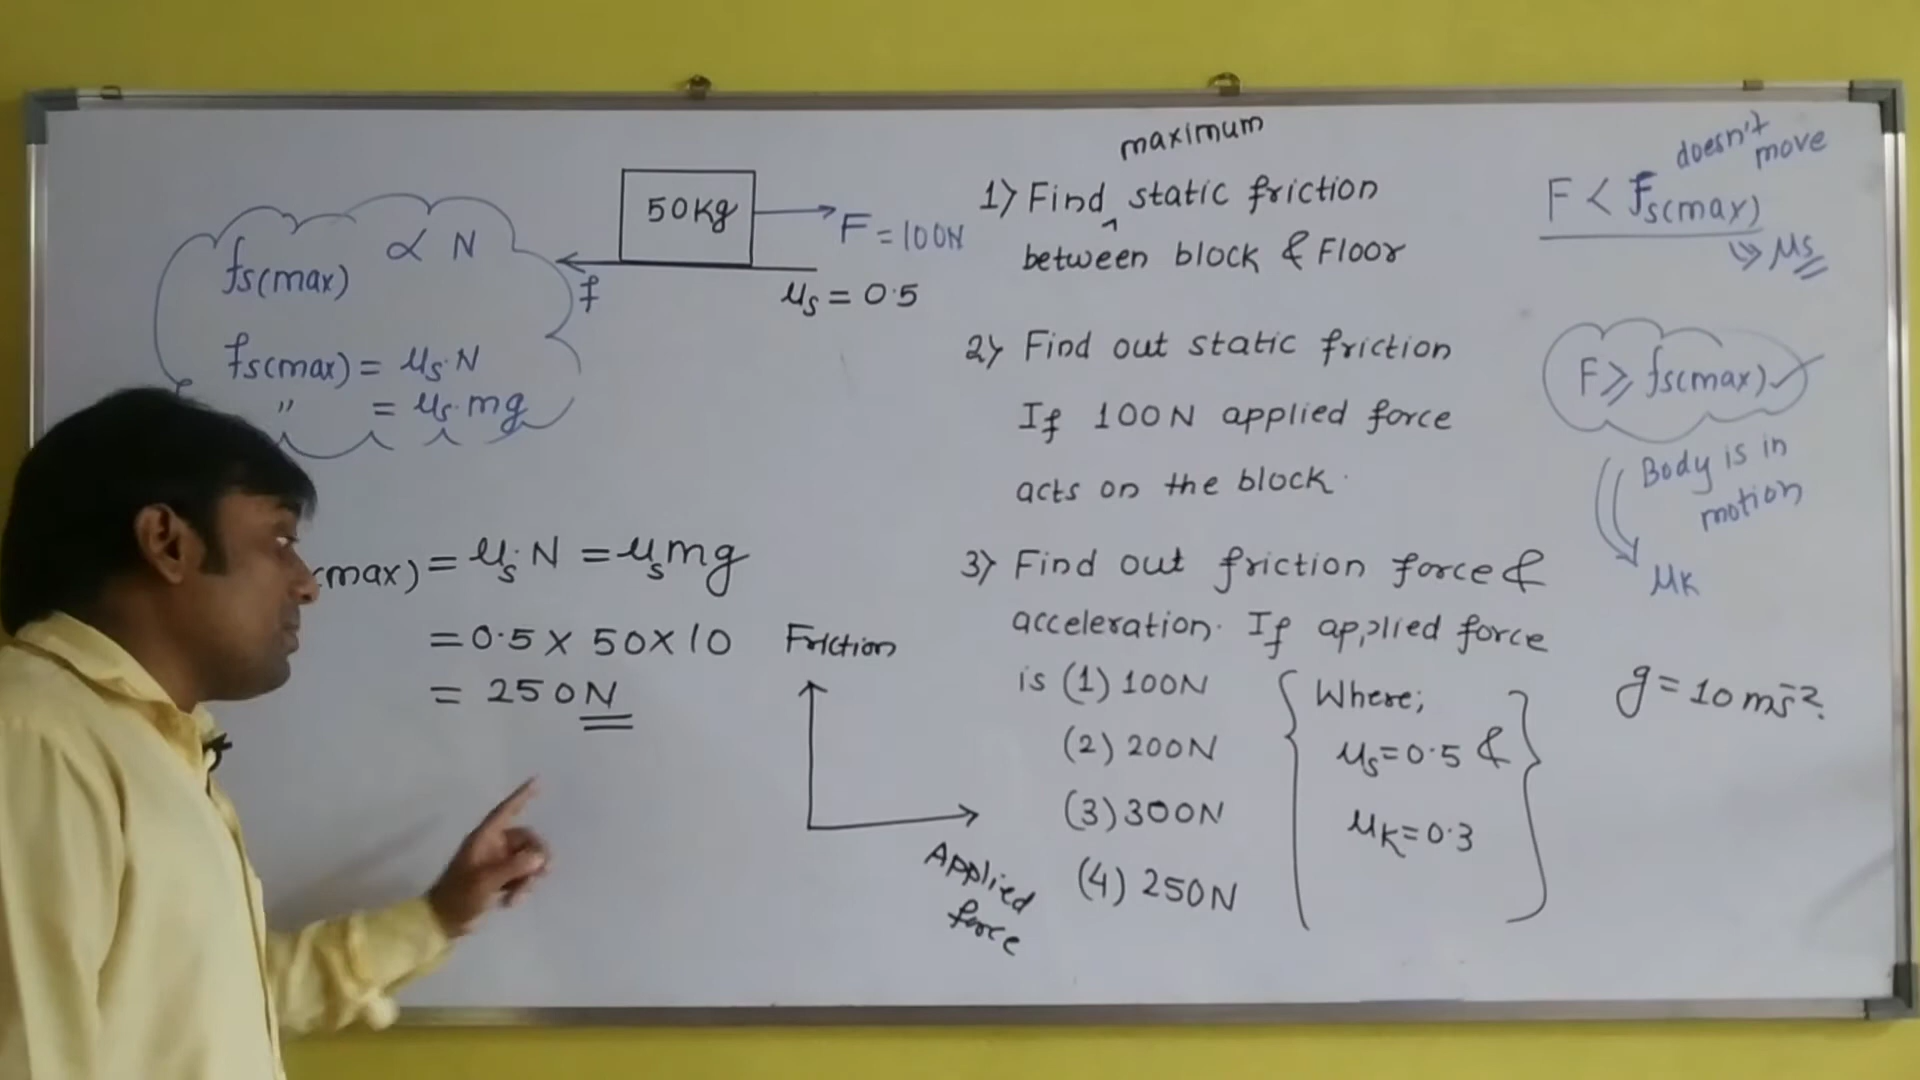 fs(max) ∝ N
fs(max) = μs.N
" = μs.mg
50Kg
F = 100N
f
μs = 0.5
(max) = μs.N = μsmg
= 0.5 x 50 x 10
= 250N
Friction
Applied
force
maximum
1) Find ^ static friction
between block & Floor
2) Find out static friction
If 100N applied force
acts on the block.
3) Find out friction force &
acceleration. If applied force
is (1) 100N
(2) 200N
(3) 300N
(4) 250N
Where;
μs=0.5 &
μK=0.3
doesn't
move
F < Fs(max)
μs
F ⩾ fs(max)
Body is in
motion
μK
g = 10 ms⁻².